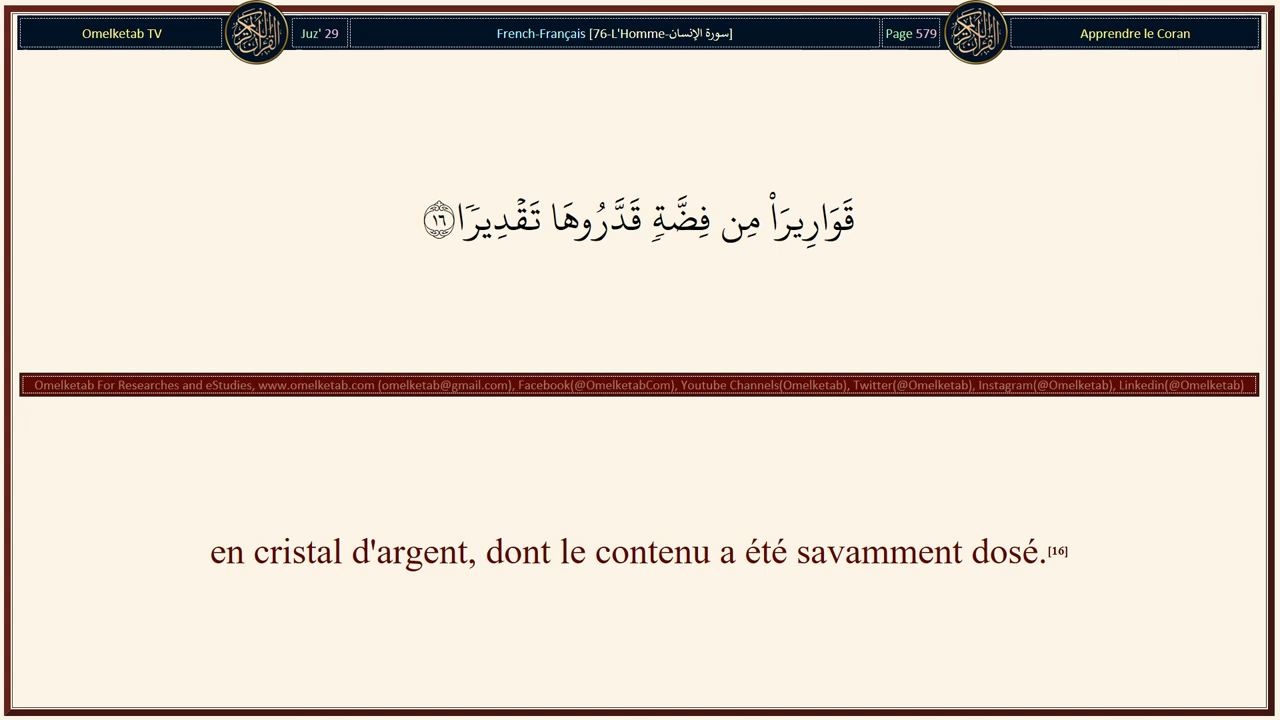 Omelketab TV
Juz' 29
French-Français [76-L'Homme-سورة الإنسان]
Page 579
Apprendre le Coran
قَوَارِيرَا۟ مِن فِضَّةٍۢ قَدَّرُوهَا تَقْدِيرًۭا ١٦
Omelketab For Researches and eStudies, www.omelketab.com (omelketab@gmail.com), Facebook(@OmelketabCom), Youtube Channels(Omelketab), Twitter(@Omelketab), Instagram(@Omelketab), Linkedin(@Omelketab)
en cristal d'argent, dont le contenu a été savamment dosé.[16]